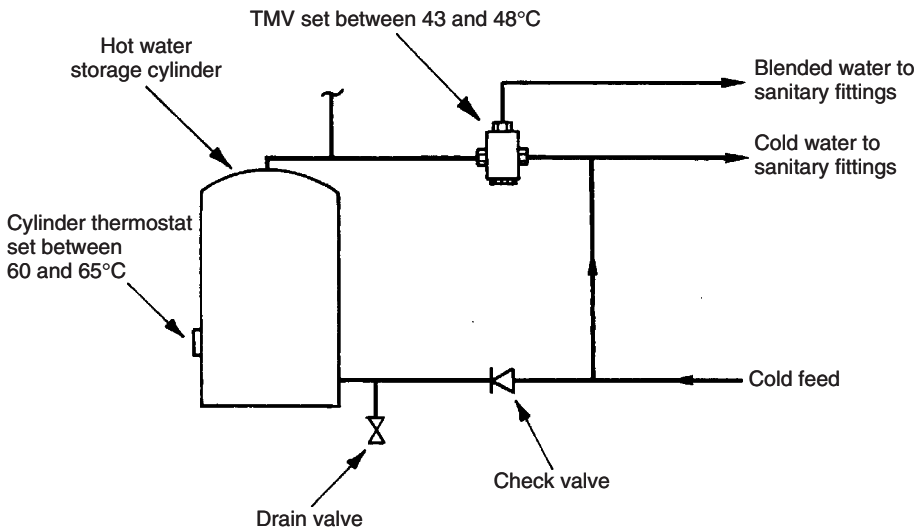 TMV set between 43 and 48°C
Hot water
storage cylinder
Blended water to
sanitary fittings
Cold water to
sanitary fittings
Cylinder thermostat
set between
60 and 65°C
Cold feed
Check valve
Drain valve